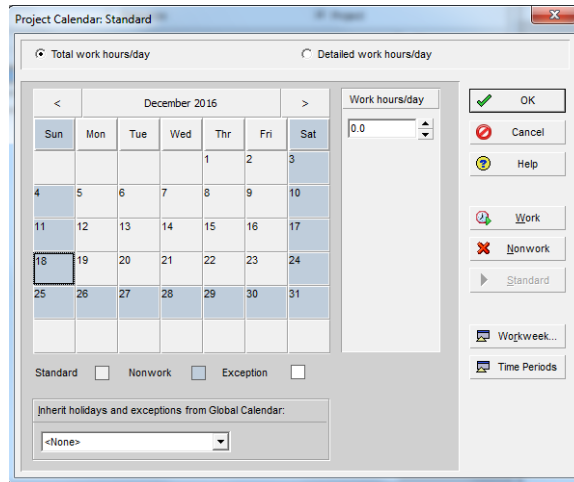 Project Calendar: Standard
Total work hours/day
Detailed work hours/day
< December 2016 >
Sun Mon Tue Wed Thr Fri Sat
1 2 3
4 5 6 7 8 9 10
11 12 13 14 15 16 17
18 19 20 21 22 23 24
25 26 27 28 29 30 31
Standard Nonwork Exception
Inherit holidays and exceptions from Global Calendar:
<None>
Work hours/day
0.0
OK
Cancel
Help
Work
Nonwork
Standard
Workweek...
Time Periods